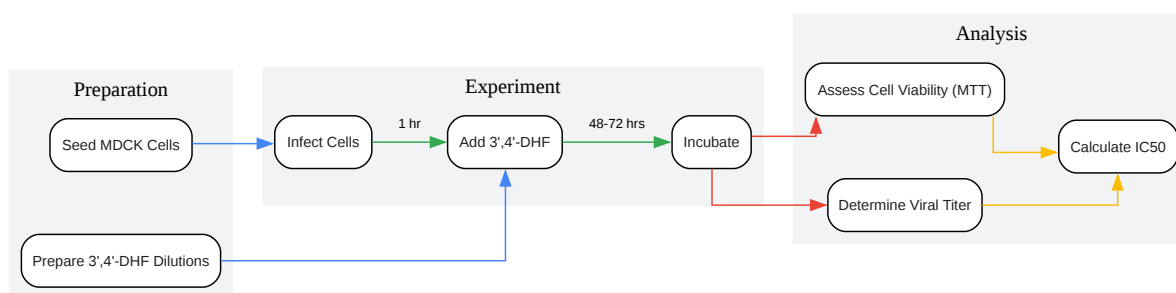 Preparation
Seed MDCK Cells
Prepare 3',4'-DHF Dilutions
Experiment
Infect Cells
1 hr
Add 3',4'-DHF
48-72 hrs
Incubate
Analysis
Assess Cell Viability (MTT)
Determine Viral Titer
Calculate IC50